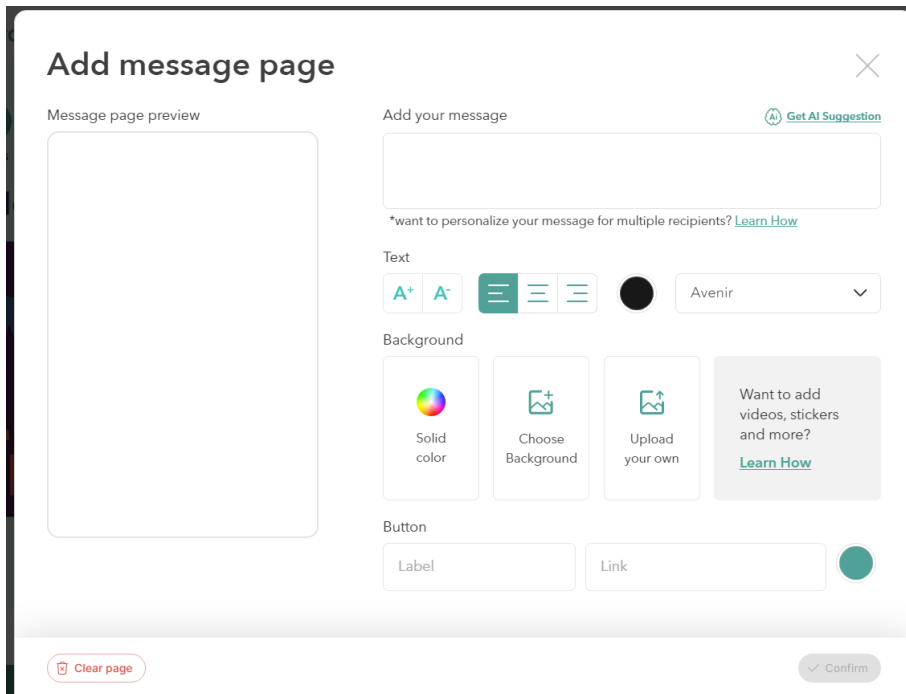 Add message page
Message page preview
Add your message
Ai Get AI Suggestion
*want to personalize your message for multiple recipients? Learn How
Text
A+ A-
Avenir
Background
Solid
color
Choose
Background
Upload
your own
Want to add
videos, stickers
and more?
Learn How
Button
Label
Link
Clear page
Confirm